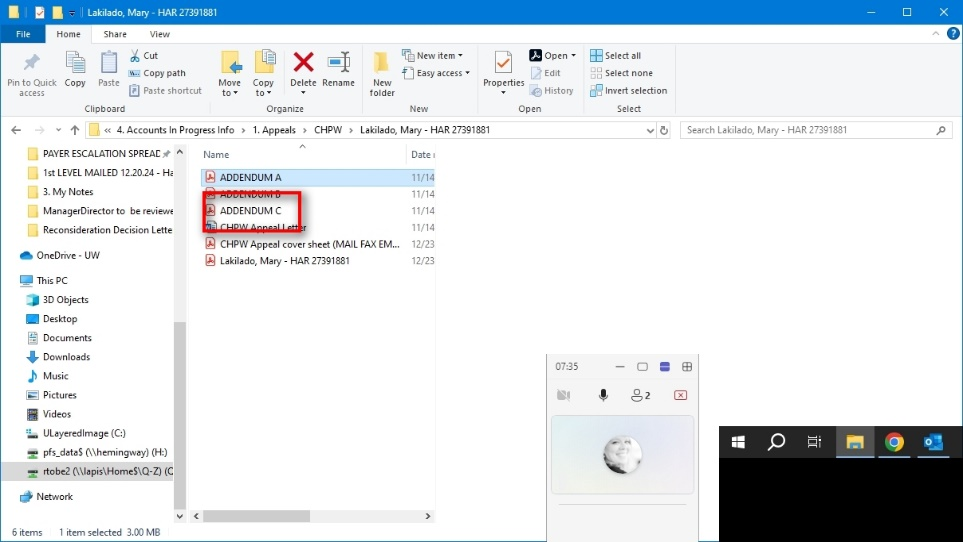 Lakilado, Mary - HAR 27391881
File Home Share View
Pin to Quick access
Copy
Paste
Cut
Copy path
Paste shortcut
Clipboard
Move to
Copy to
Delete
Rename
Organize
New folder
New item
Easy access
New
Properties
Open
Edit
History
Open
Select all
Select none
Invert selection
Select
« 4. Accounts In Progress Info > 1. Appeals > CHPW > Lakilado, Mary - HAR 27391881
Search Lakilado, Mary - HAR 27391881
PAYER ESCALATION SPREAD
1st LEVEL MAILED 12.20.24 - Ha
3. My Notes
ManagerDirector to be reviewe
Reconsideration Decision Lette
OneDrive - UW
This PC
3D Objects
Desktop
Documents
Downloads
Music
Pictures
Videos
ULayeredImage (C:)
pfs_data$ (\\hemingway) (H:)
rtobe2 (\\lapis\Home$\Q-Z) (Q
Network
Name Date
ADDENDUM A 11/14
ADDENDUM B 11/14
ADDENDUM C 11/14
CHPW Appeal Letter 11/14
CHPW Appeal cover sheet (MAIL FAX EM... 12/23
Lakilado, Mary - HAR 27391881 12/23
07:35
2
6 items 1 item selected 3.00 MB